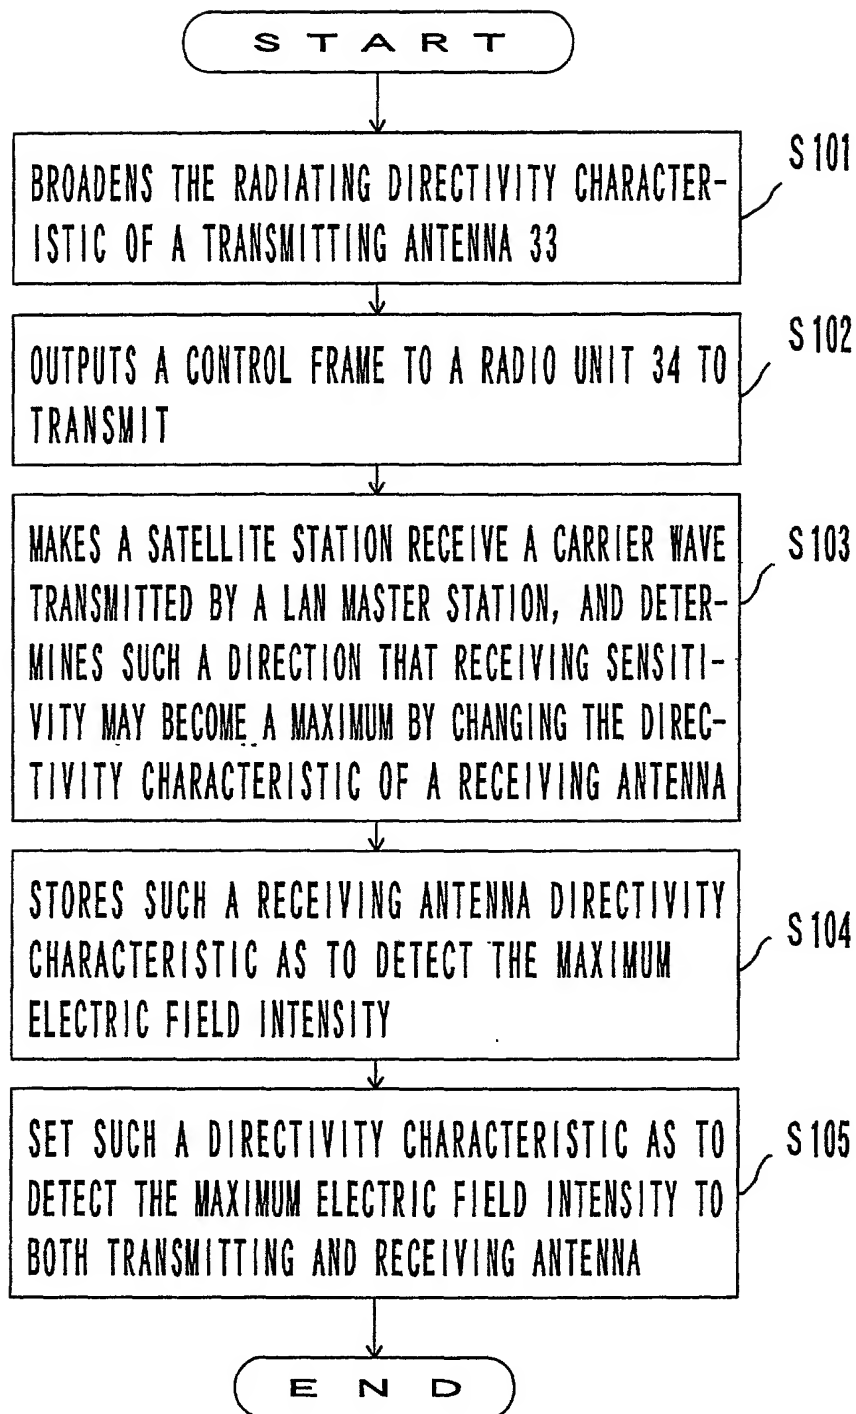 START
BROADENS THE RADIATING DIRECTIVITY CHARACTER-
ISTIC OF A TRANSMITTING ANTENNA 33
S101
OUTPUTS A CONTROL FRAME TO A RADIO UNIT 34 TO
TRANSMIT
S102
MAKES A SATELLITE STATION RECEIVE A CARRIER WAVE
TRANSMITTED BY A LAN MASTER STATION, AND DETER-
MINES SUCH A DIRECTION THAT RECEIVING SENSITI-
VITY MAY BECOME A MAXIMUM BY CHANGING THE DIREC-
TIVITY CHARACTERISTIC OF A RECEIVING ANTENNA
S103
STORES SUCH A RECEIVING ANTENNA DIRECTIVITY
CHARACTERISTIC AS TO DETECT THE MAXIMUM
ELECTRIC FIELD INTENSITY
S104
SET SUCH A DIRECTIVITY CHARACTERISTIC AS TO
DETECT THE MAXIMUM ELECTRIC FIELD INTENSITY TO
BOTH TRANSMITTING AND RECEIVING ANTENNA
S105
END